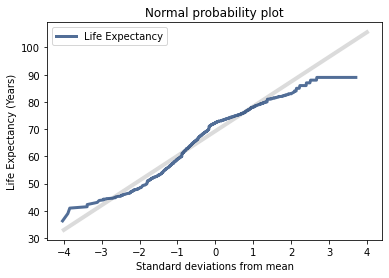 Normal probability plot
Life Expectancy
Life Expectancy (Years)
100
90
80
70
60
50
40
30
−4 −3 −2 −1 0 1 2 3 4
Standard deviations from mean